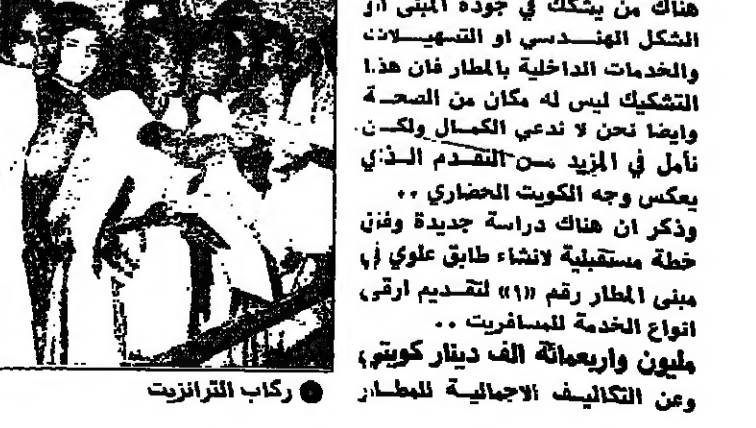 هناك من يشكك في جودة المبنى او
الشكل الهندسي او التسهيلات
والخدمات الداخلية بالمطار فان هذا
التشكيك ليس له مكان من الصحة
وايضا نحن لا ندعي الكمال ولكن
نأمل في المزيد من التقدم الذي
يعكس وجه الكويت الحضاري ..
وذكر ان هناك دراسة جديدة وفق
خطة مستقبلية لانشاء طابق علوي في
مبنى المطار رقم «١» لتقديم ارقى
انواع الخدمة للمسافريت ..
مليون واربعمائة الف دينار كويتي
وعن التكاليف الاجمالية للمطار
ركاب الترانزيت